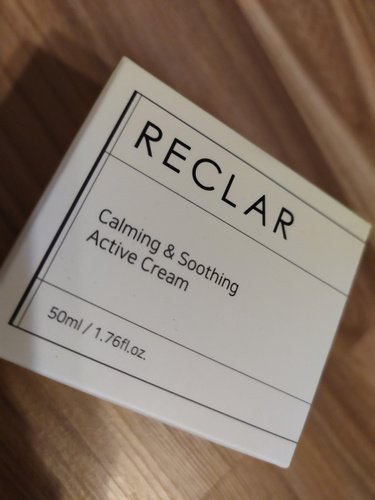 RECLAR
Calming & Soothing
Active Cream
50ml / 1.76fl.oz.